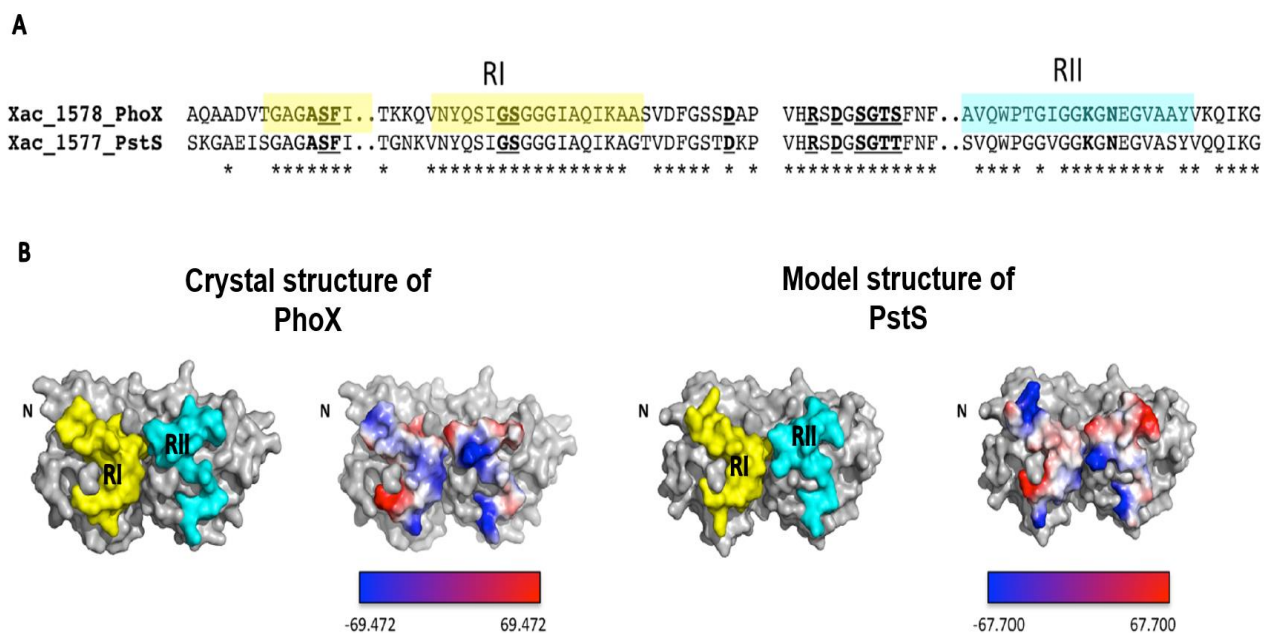 A
RI RII
Xac_1578_PhoX AQAADVTGAGASFI..TKKQVNYQSIGSGGGIAQIKAASVDFGSSDAP VHRSDGSGTSFNF..AVQWPTGIGGKGNEGVAAYVKQIKG
Xac_1577_PstS SKGAEISGAGASFI..TGNKVNYQSIGSGGGIAQIKAGTVDFGSTDKP VHRSDGSGTTFNF..SVQWPGGVGGKGNEGVASYVQQIKG
* ******* * ***************** ***** * * ************* **** * ********* ** ****
B
Crystal structure of Model structure of
PhoX PstS
N N N N
RI RII RI RII
-69.472 69.472 -67.700 67.700